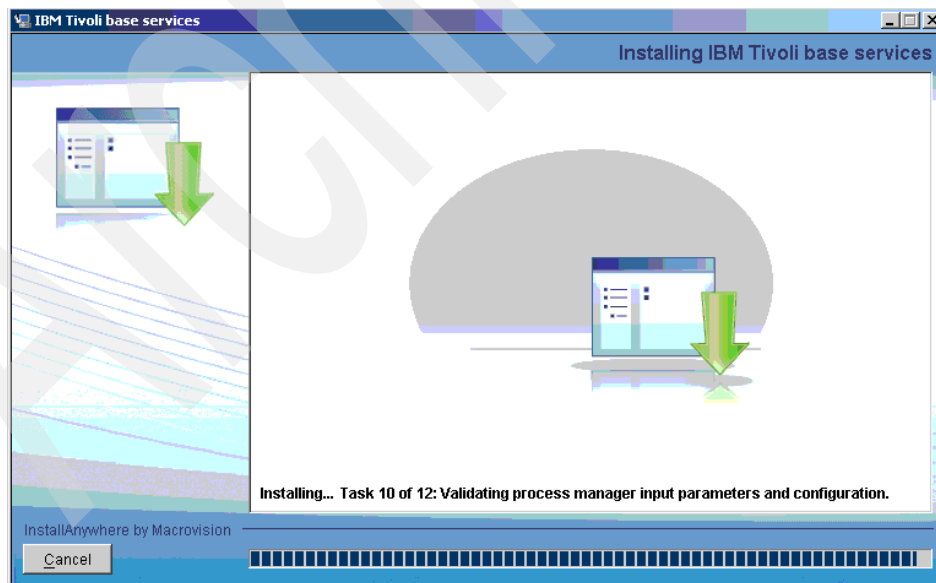 IBM Tivoli base services
Installing IBM Tivoli base services
Installing... Task 10 of 12: Validating process manager input parameters and configuration.
InstallAnywhere by Macrovision
Cancel